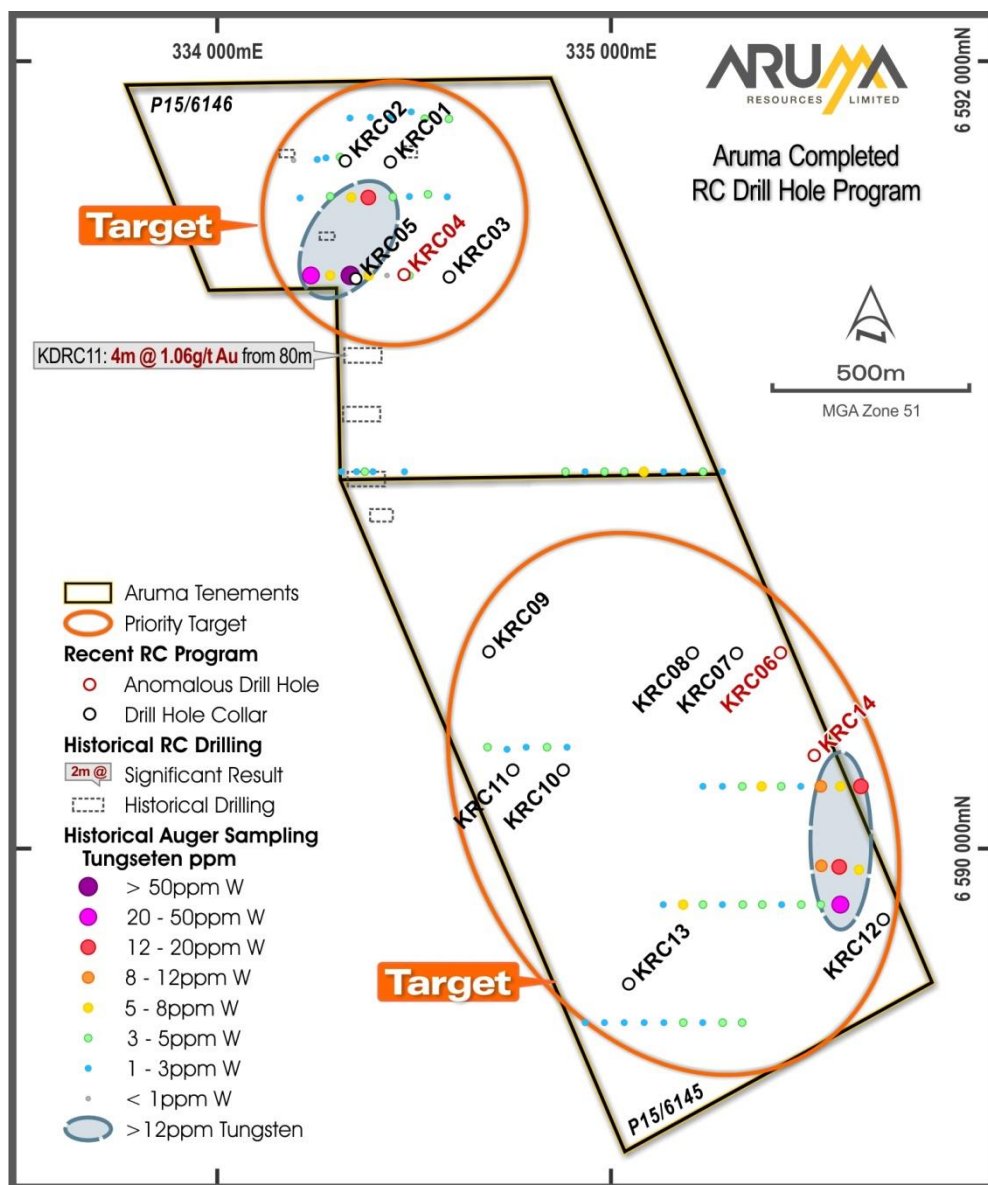 334 000mE
335 000mE
6 592 000mN
ARUMA
RESOURCES LIMITED
Aruma Completed
RC Drill Hole Program
P15/6146
KRC02
KRC01
Target
KRC05
KRC04
KRC03
KDRC11: 4m @ 1.06g/t Au from 80m
N
500m
MGA Zone 51
KRC09
KRC08
KRC07
KRC06
KRC14
KRC11
KRC10
6 590 000mN
KRC13
KRC12
Target
P15/6145
Aruma Tenements
Priority Target
Recent RC Program
Anomalous Drill Hole
Drill Hole Collar
Historical RC Drilling
2m @
Significant Result
Historical Drilling
Historical Auger Sampling
Tungseten ppm
> 50ppm W
20 - 50ppm W
12 - 20ppm W
8 - 12ppm W
5 - 8ppm W
3 - 5ppm W
1 - 3ppm W
< 1ppm W
>12ppm Tungsten